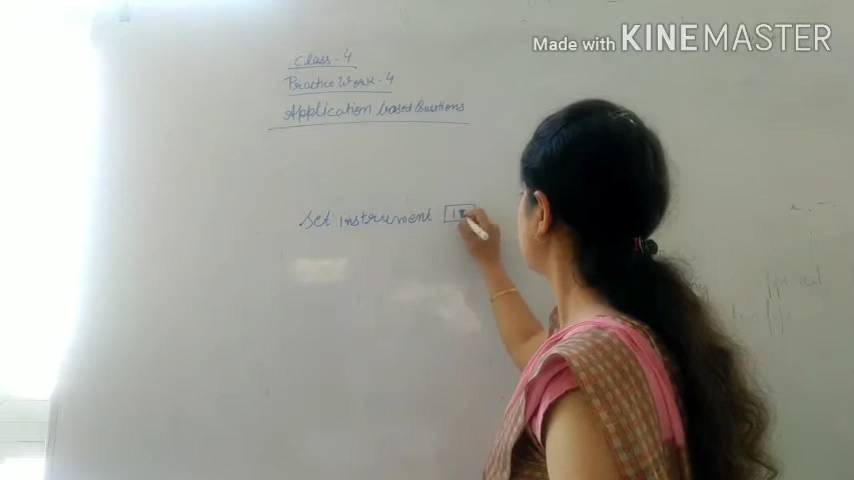 Made with KINEMASTER
Class-4
Practice Work-4
Application based Questions
Set instrument